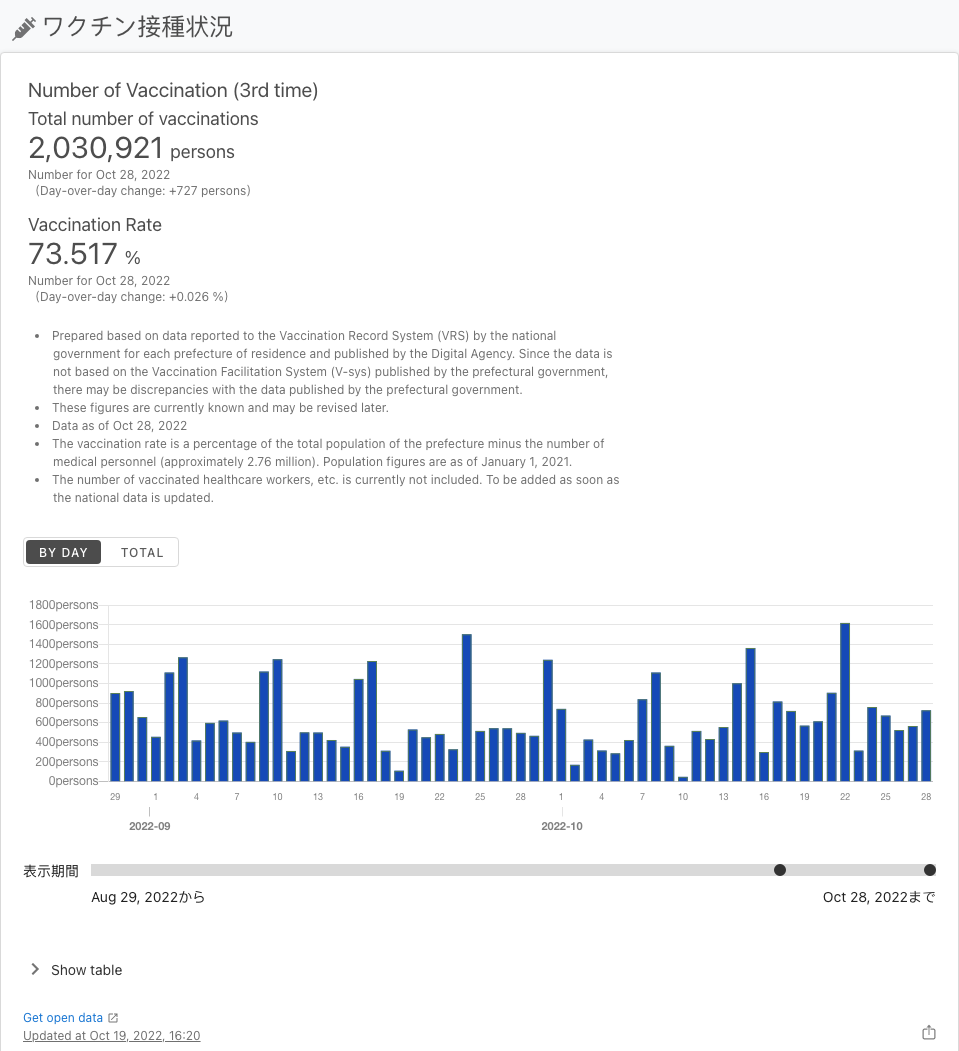 ワクチン接種状況
Number of Vaccination (3rd time)
Total number of vaccinations
2,030,921 persons
Number for Oct 28, 2022
(Day-over-day change: +727 persons)
Vaccination Rate
73.517 %
Number for Oct 28, 2022
(Day-over-day change: +0.026 %)
• Prepared based on data reported to the Vaccination Record System (VRS) by the national
government for each prefecture of residence and published by the Digital Agency. Since the data is
not based on the Vaccination Facilitation System (V-sys) published by the prefectural government,
there may be discrepancies with the data published by the prefectural government.
• These figures are currently known and may be revised later.
• Data as of Oct 28, 2022
• The vaccination rate is a percentage of the total population of the prefecture minus the number of
medical personnel (approximately 2.76 million). Population figures are as of January 1, 2021.
• The number of vaccinated healthcare workers, etc. is currently not included. To be added as soon as
the national data is updated.
BY DAY TOTAL
1800persons
1600persons
1400persons
1200persons
1000persons
800persons
600persons
400persons
200persons
0persons
29 1 4 7 10 13 16 19 22 25 28 1 4 7 10 13 16 19 22 25 28
2022-09 2022-10
表示期間
Aug 29, 2022から Oct 28, 2022まで
Show table
Get open data
Updated at Oct 19, 2022, 16:20